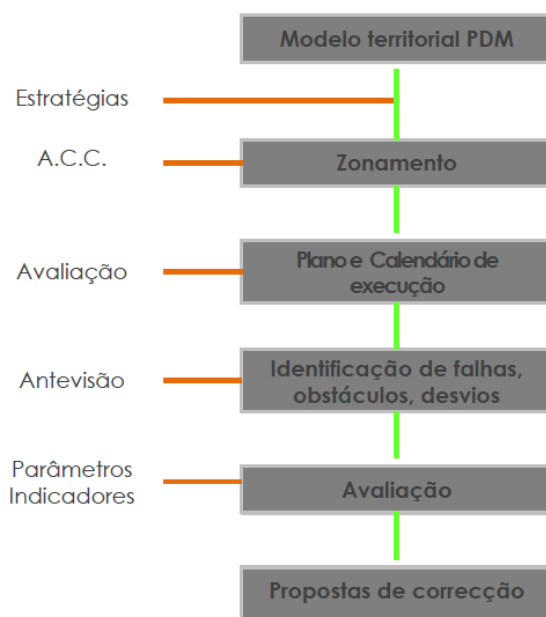 Modelo territorial PDM
Estratégias
A.C.C.
Zonamento
Avaliação
Plano e Calendário de
execução
Antevisão
Identificação de falhas,
obstáculos, desvios
Parâmetros
Indicadores
Avaliação
Propostas de correcção